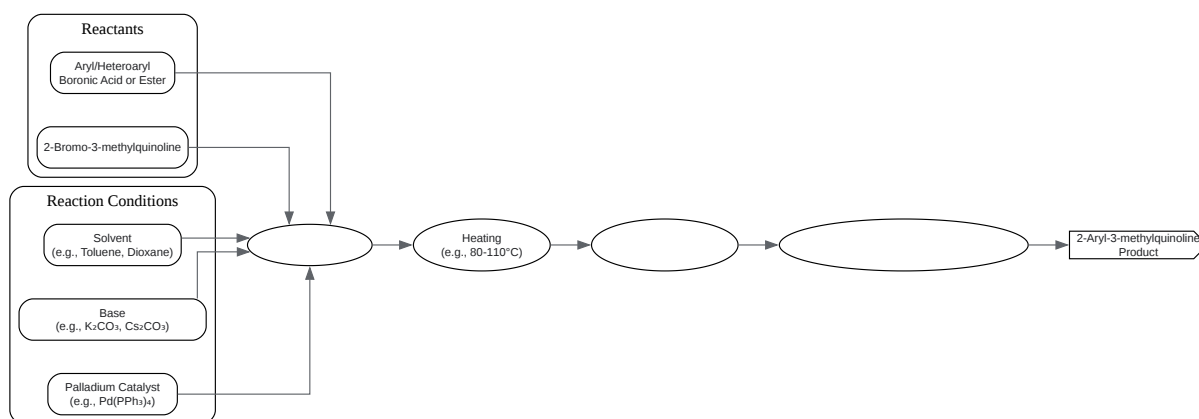 Reactants
Aryl/Heteroaryl
Boronic Acid or Ester
2-Bromo-3-methylquinoline
Reaction Conditions
Solvent
(e.g., Toluene, Dioxane)
Base
(e.g., K₂CO₃, Cs₂CO₃)
Palladium Catalyst
(e.g., Pd(PPh₃)₄)
Heating
(e.g., 80-110°C)
2-Aryl-3-methylquinoline
Product